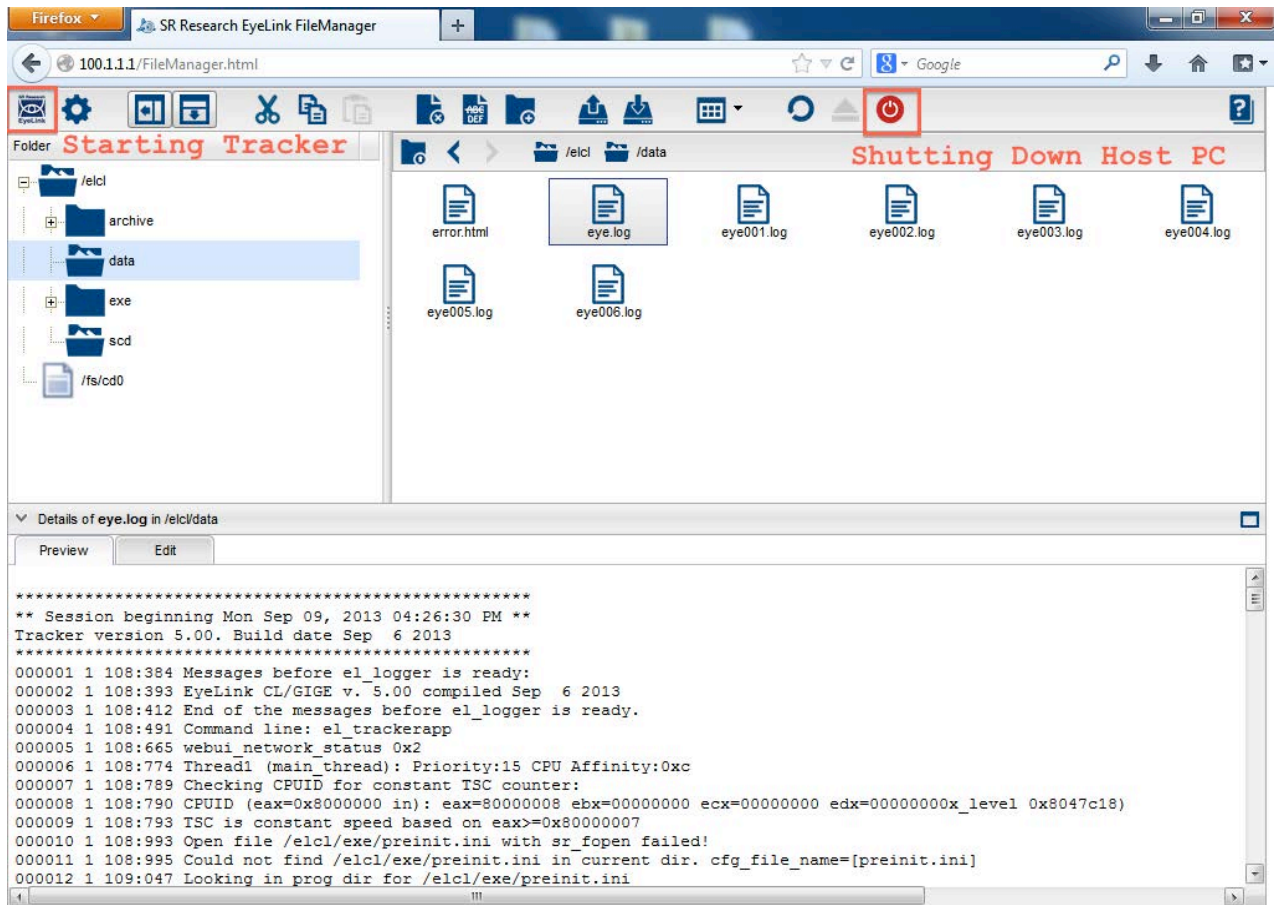 Firefox
SR Research EyeLink FileManager
100.1.1.1/FileManager.html
Google
EyeLink
ABC
DEF
Folder
Starting Tracker
/elcl /data
Shutting Down Host PC
/elcl
archive
data
exe
scd
/fs/cd0
error.html eye.log eye001.log eye002.log eye003.log eye004.log
eye005.log eye006.log
Details of eye.log in /elcl/data
Preview Edit
****************************************************
** Session beginning Mon Sep 09, 2013 04:26:30 PM **
Tracker version 5.00. Build date Sep  6 2013
****************************************************
000001 1 108:384 Messages before el_logger is ready:
000002 1 108:393 EyeLink CL/GIGE v. 5.00 compiled Sep  6 2013
000003 1 108:412 End of the messages before el_logger is ready.
000004 1 108:491 Command line: el_trackerapp
000005 1 108:665 webui_network_status 0x2
000006 1 108:774 Thread1 (main_thread): Priority:15 CPU Affinity:0xc
000007 1 108:789 Checking CPUID for constant TSC counter:
000008 1 108:790 CPUID (eax=0x8000000 in): eax=80000008 ebx=00000000 ecx=00000000 edx=00000000x_level 0x8047c18)
000009 1 108:793 TSC is constant speed based on eax>=0x80000007
000010 1 108:993 Open file /elcl/exe/preinit.ini with sr_fopen failed!
000011 1 108:995 Could not find /elcl/exe/preinit.ini in current dir. cfg_file_name=[preinit.ini]
000012 1 109:047 Looking in prog dir for /elcl/exe/preinit.ini